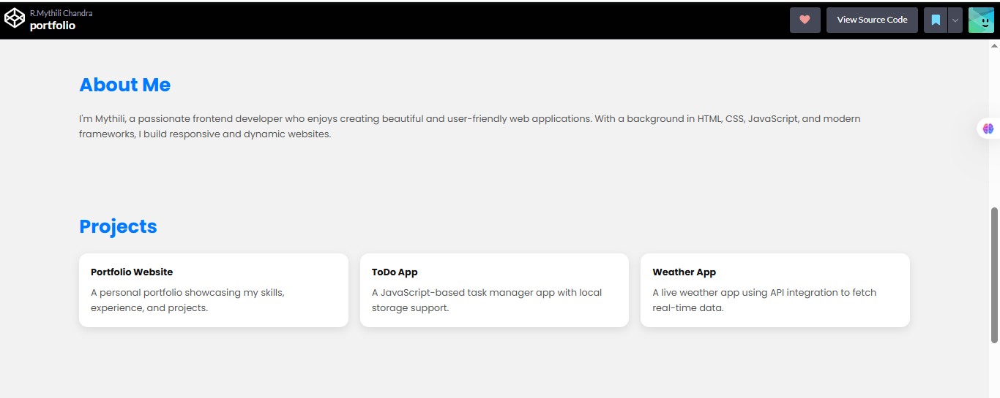 R.Mythili Chandra
portfolio
View Source Code
About Me
I'm Mythili, a passionate frontend developer who enjoys creating beautiful and user-friendly web applications. With a background in HTML, CSS, JavaScript, and modern
frameworks, I build responsive and dynamic websites.
Projects
Portfolio Website
A personal portfolio showcasing my skills,
experience, and projects.
ToDo App
A JavaScript-based task manager app with local
storage support.
Weather App
A live weather app using API integration to fetch
real-time data.